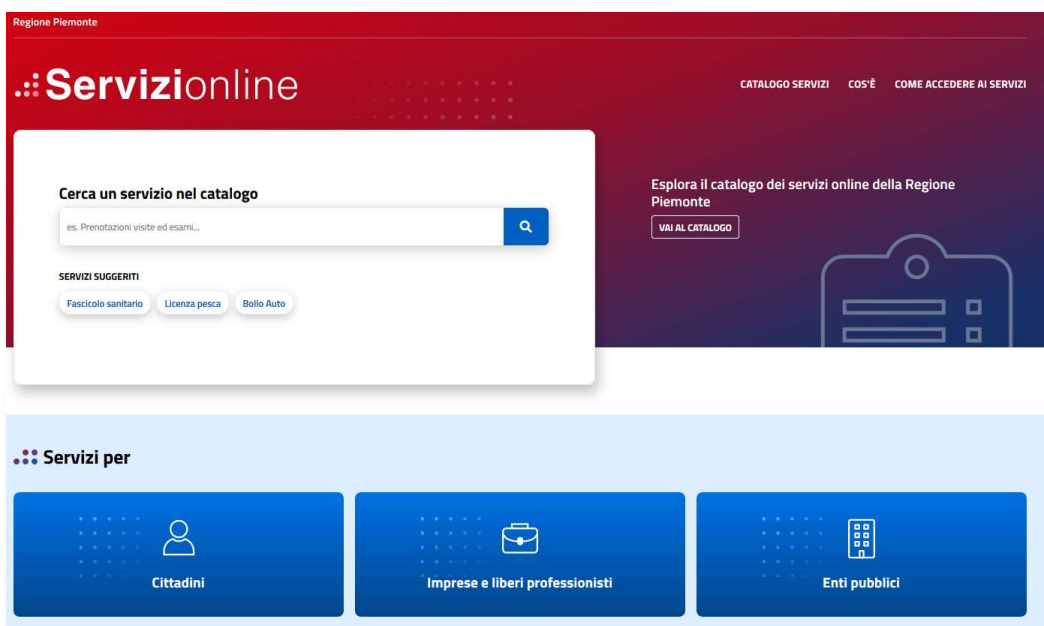 Regione Piemonte
Servizionline
CATALOGO SERVIZI COS'È COME ACCEDERE AI SERVIZI
Cerca un servizio nel catalogo
es. Prenotazioni visite ed esami...
SERVIZI SUGGERITI
Fascicolo sanitario Licenza pesca Bollo Auto
Esplora il catalogo dei servizi online della Regione
Piemonte
VAI AL CATALOGO
Servizi per
Cittadini
Imprese e liberi professionisti
Enti pubblici